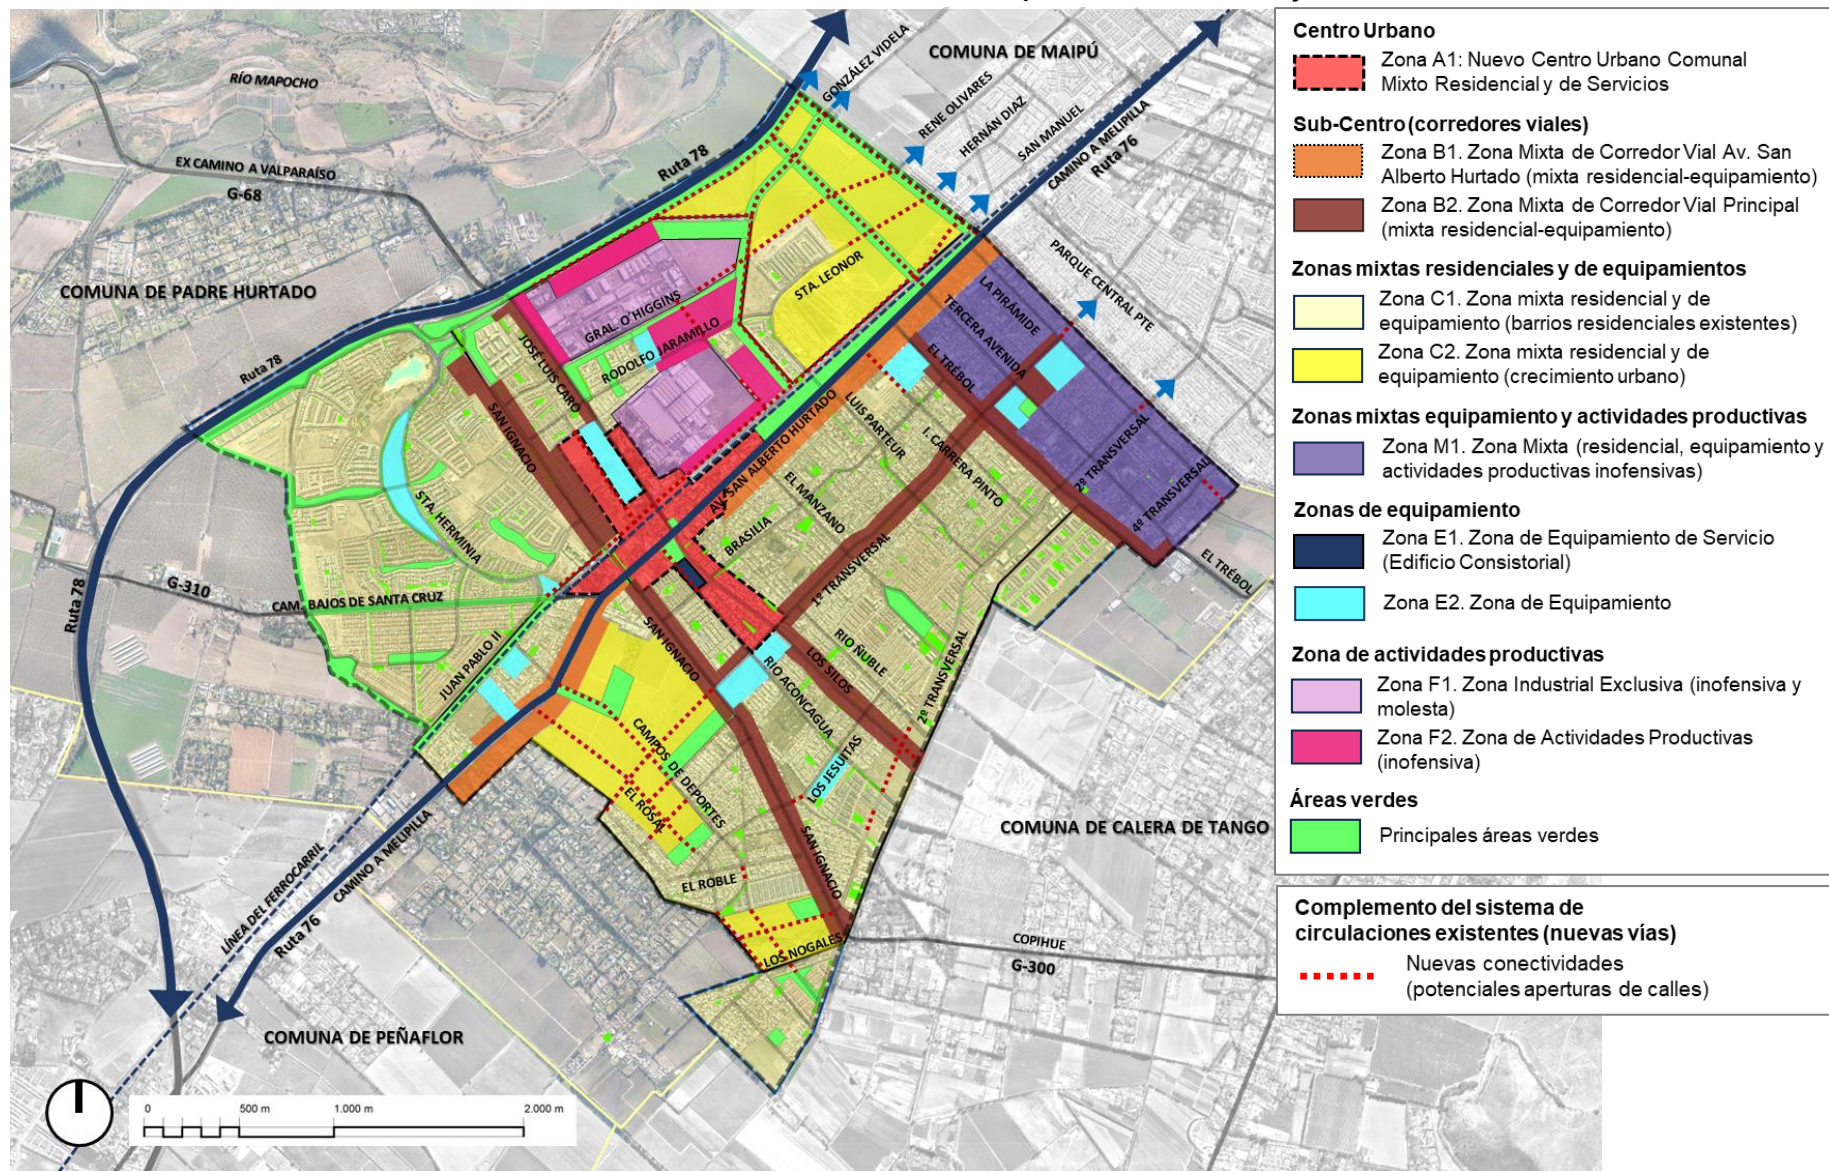 COMUNA DE MAIPÚ
GONZÁLEZ VIDELA
RENE OLIVARES
HERNÁN DIAZ
SAN MANUEL
CAMINO A MELIPILLA
Ruta 76
RÍO MAPOCHO
EX CAMINO A VALPARAÍSO
G-68
Ruta 78
COMUNA DE PADRE HURTADO
PARQUE CENTRAL PTE
STA. LEONOR
LA PIRÁMIDE
TERCERA AVENIDA
GRAL. O'HIGGINS
RODOLFO JARAMILLO
JOSÉ LUIS CARO
EL TRÉBOL
Ruta 78
SAN IGNACIO
AV. SAN ALBERTO HURTADO
LUIS PARTEUR
I. CARRERA PINTO
2º TRANSVERSAL
4º TRANSVERSAL
EL MANZANO
BRASILIA
STA. HERMINIA
1º TRANSVERSAL
EL TRÉBOL
G-310
Ruta 78
CAM. BAJOS DE SANTA CRUZ
JUAN PABLO II
SAN IGNACIO
RIO ÑUBLE
LOS SILOS
RIO ACONCAGUA
2º TRANSVERSAL
CAMPOS DE DEPORTES
LOS JESUITAS
EL ROSAL
COMUNA DE CALERA DE TANGO
SAN IGNACIO
EL ROBLE
LÍNEA DEL FERROCARRIL
CAMINO A MELIPILLA
Ruta 76
LOS NOGALES
COPIHUE
G-300
COMUNA DE PEÑAFLOR
0
500 m
1.000 m
2.000 m
Centro Urbano
Zona A1: Nuevo Centro Urbano Comunal
Mixto Residencial y de Servicios
Sub-Centro (corredores viales)
Zona B1. Zona Mixta de Corredor Vial Av. San
Alberto Hurtado (mixta residencial-equipamiento)
Zona B2. Zona Mixta de Corredor Vial Principal
(mixta residencial-equipamiento)
Zonas mixtas residenciales y de equipamientos
Zona C1. Zona mixta residencial y de
equipamiento (barrios residenciales existentes)
Zona C2. Zona mixta residencial y de
equipamiento (crecimiento urbano)
Zonas mixtas equipamiento y actividades productivas
Zona M1. Zona Mixta (residencial, equipamiento y
actividades productivas inofensivas)
Zonas de equipamiento
Zona E1. Zona de Equipamiento de Servicio
(Edificio Consistorial)
Zona E2. Zona de Equipamiento
Zona de actividades productivas
Zona F1. Zona Industrial Exclusiva (inofensiva y
molesta)
Zona F2. Zona de Actividades Productivas
(inofensiva)
Áreas verdes
Principales áreas verdes
Complemento del sistema de
circulaciones existentes (nuevas vías)
Nuevas conectividades
(potenciales aperturas de calles)